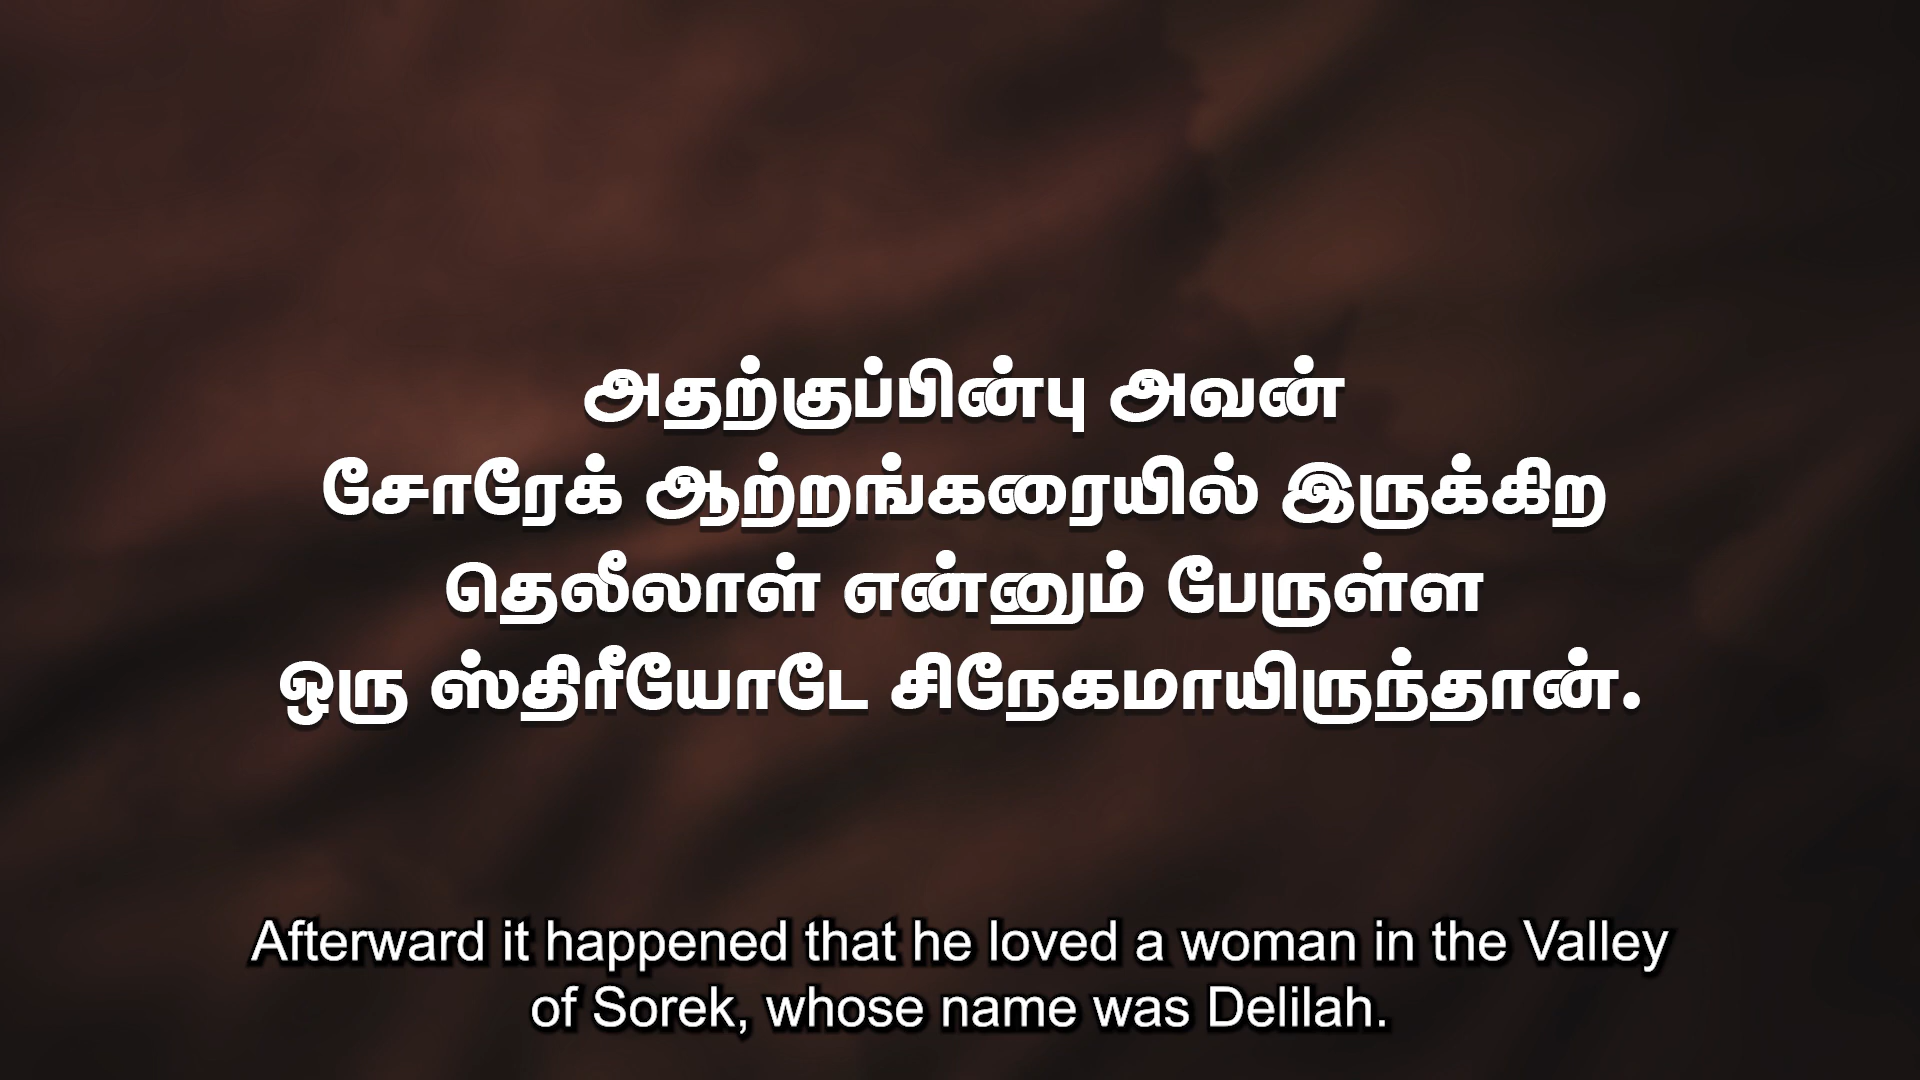 அதற்குப்பின்பு அவன்
சோரேக் ஆற்றங்கரையில் இருக்கிற
தெலீலாள் என்னும் பேருள்ள
ஒரு ஸ்திரீயோடே சிநேகமாயிருந்தான்.
Afterward it happened that he loved a woman in the Valley
of Sorek, whose name was Delilah.